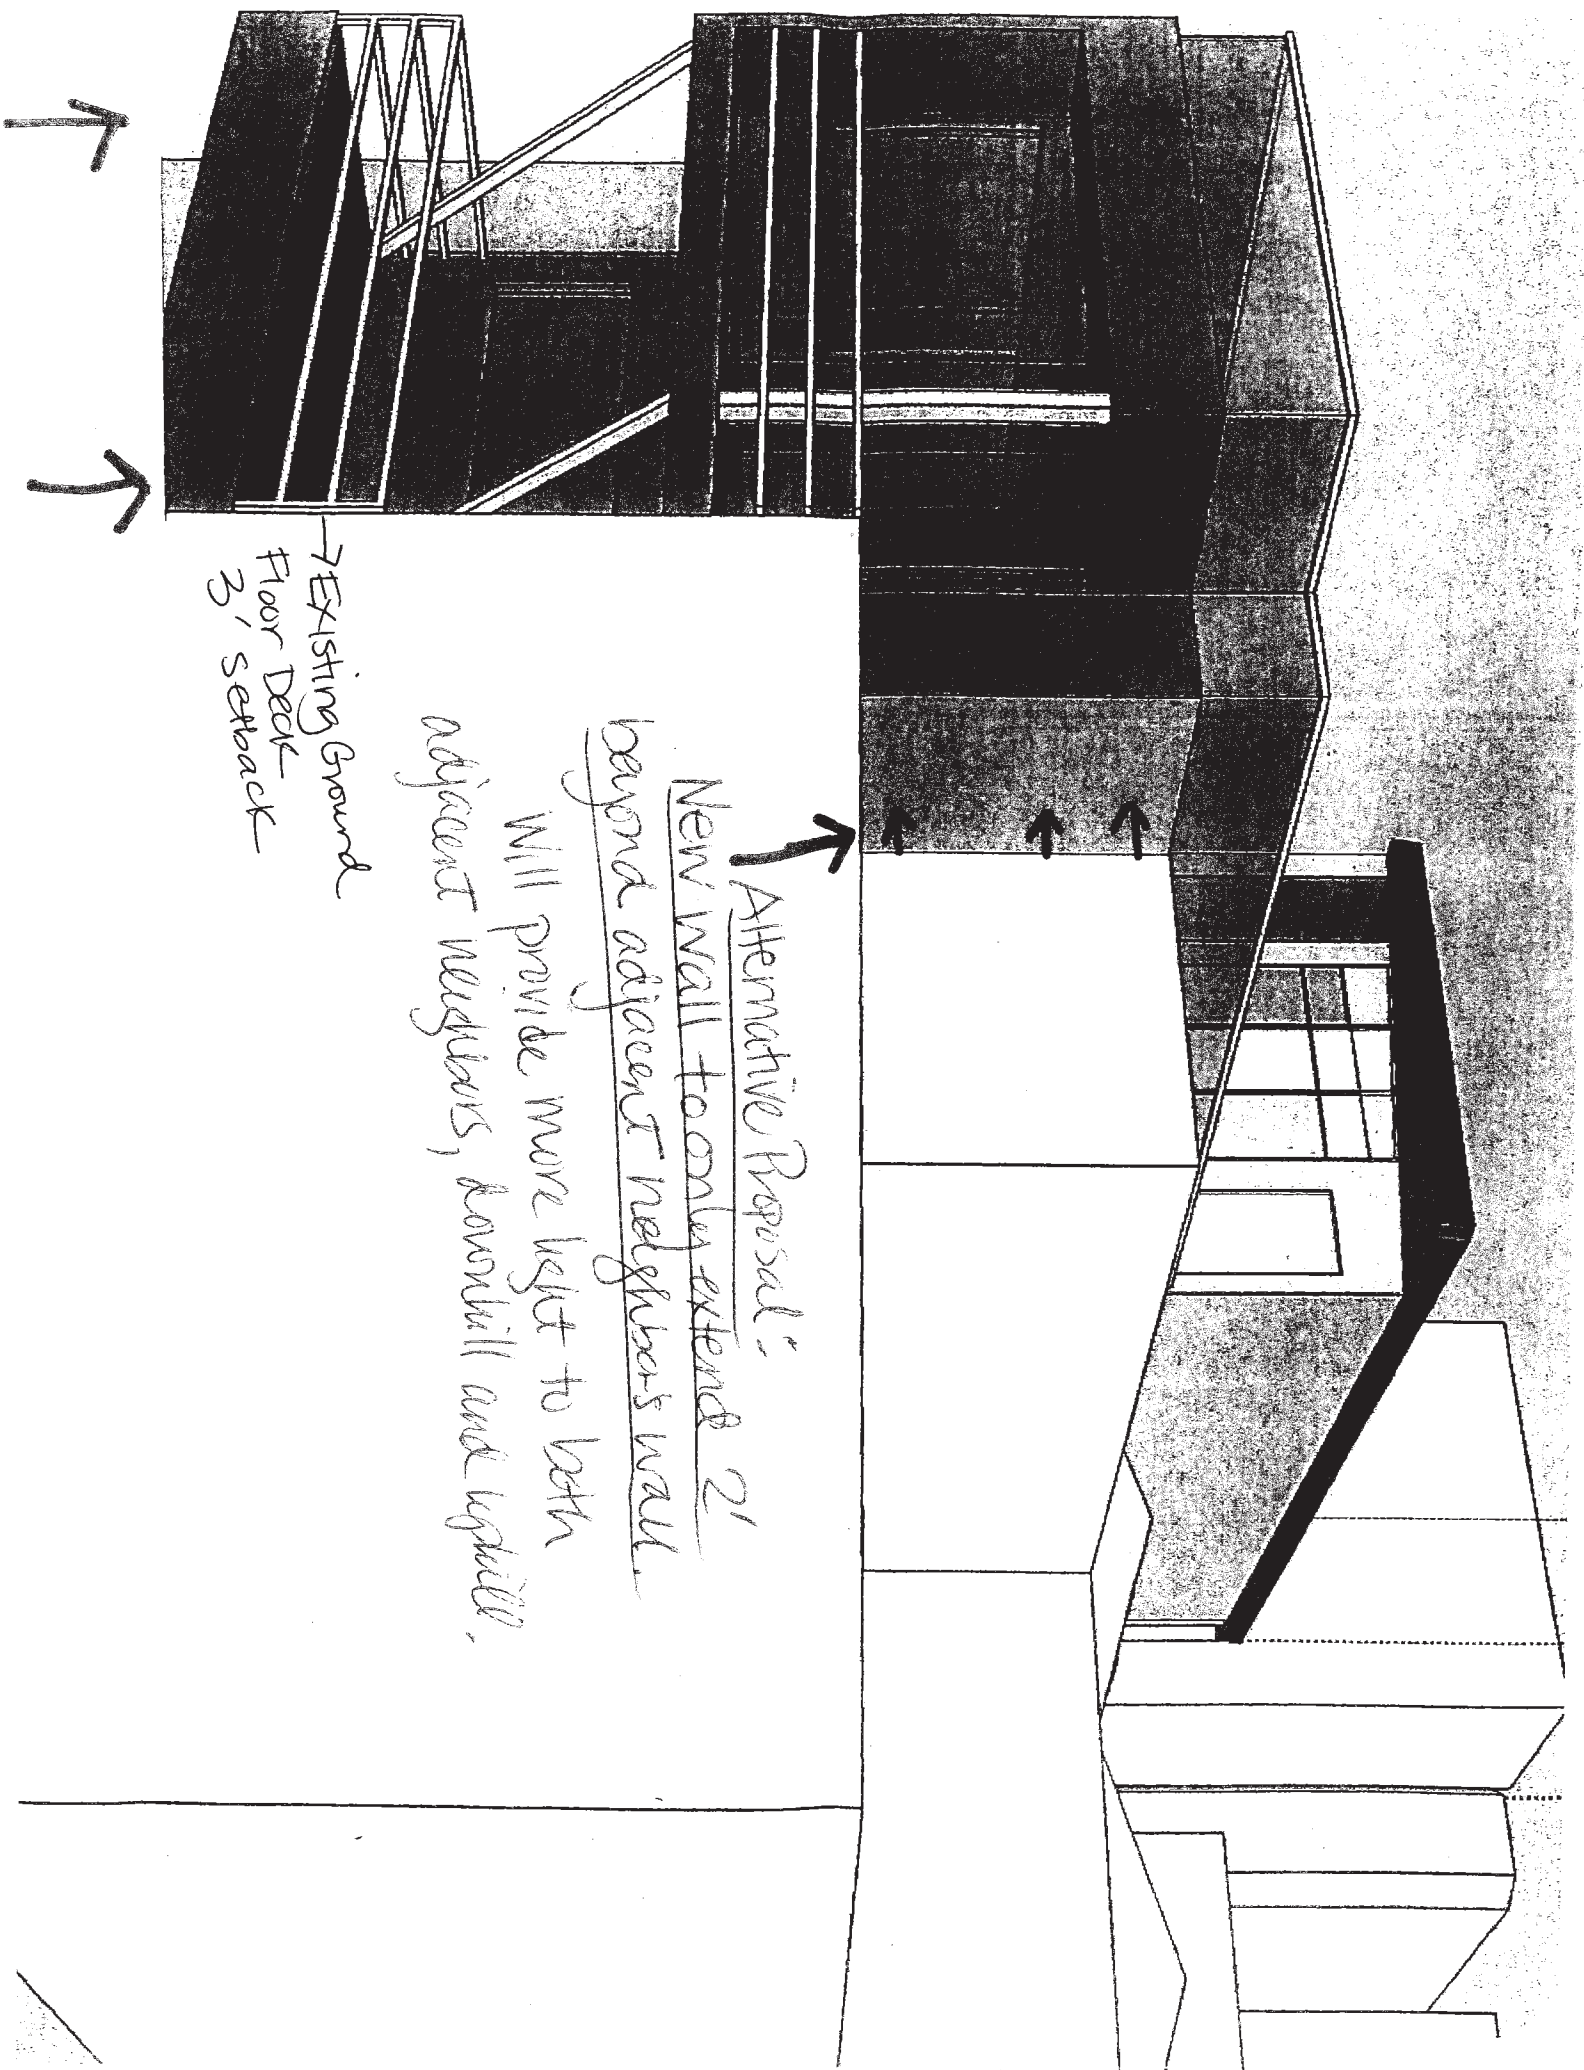 Alternative Proposal:
New wall to only extend 2'
beyond adjacent neighbor's wall.
Will provide more light to both
adjacent neighbors, downhill and uphill.
→Existing Ground
Floor Deck
3' setback